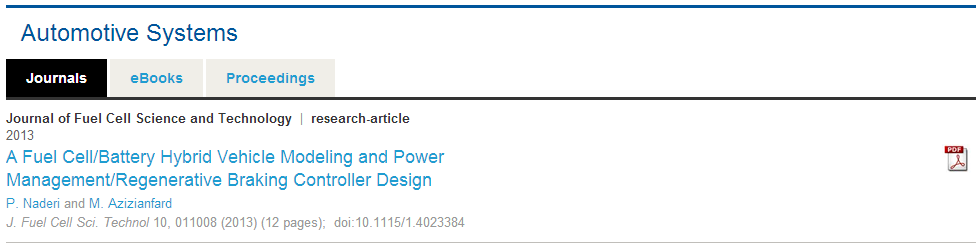 Automotive Systems
Journals eBooks Proceedings
Journal of Fuel Cell Science and Technology | research-article
2013
A Fuel Cell/Battery Hybrid Vehicle Modeling and Power
Management/Regenerative Braking Controller Design
PDF
P. Naderi and M. Azizianfard
J. Fuel Cell Sci. Technol 10, 011008 (2013) (12 pages); doi:10.1115/1.4023384